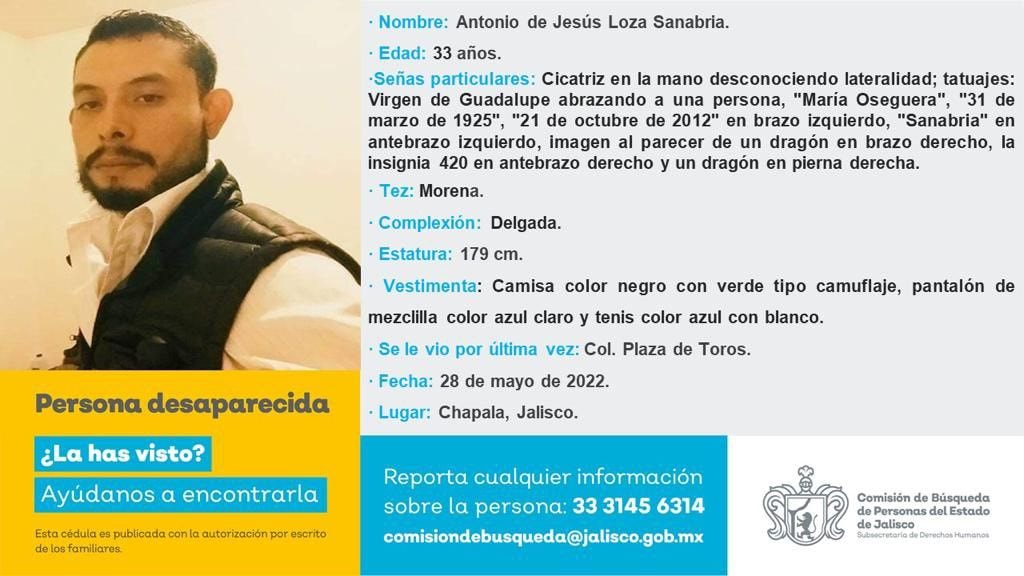 · Nombre: Antonio de Jesús Loza Sanabria.
· Edad: 33 años.
·Señas particulares: Cicatriz en la mano desconociendo lateralidad; tatuajes:
Virgen de Guadalupe abrazando a una persona, "María Oseguera", "31 de
marzo de 1925", "21 de octubre de 2012" en brazo izquierdo, "Sanabria" en
antebrazo izquierdo, imagen al parecer de un dragón en brazo derecho, la
insignia 420 en antebrazo derecho y un dragón en pierna derecha.
· Tez: Morena.
· Complexión: Delgada.
· Estatura: 179 cm.
· Vestimenta: Camisa color negro con verde tipo camuflaje, pantalón de
mezclilla color azul claro y tenis color azul con blanco.
· Se le vio por última vez: Col. Plaza de Toros.
· Fecha: 28 de mayo de 2022.
· Lugar: Chapala, Jalisco.
Persona desaparecida
¿La has visto?
Ayúdanos a encontrarla
Esta cédula es publicada con la autorización por escrito
de los familiares.
Reporta cualquier información
sobre la persona: 33 3145 6314
comisiondebusqueda@jalisco.gob.mx
Comisión de Búsqueda
de Personas del Estado
de Jalisco
Subsecretaría de Derechos Humanos